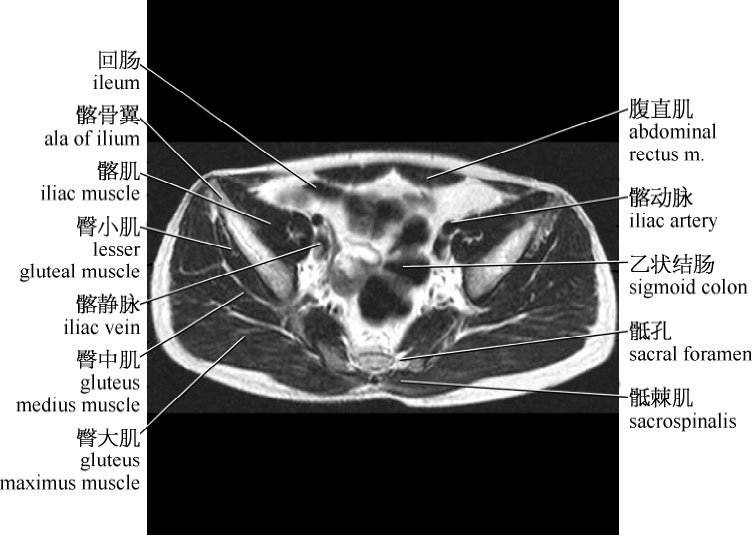 回肠
ileum
髂骨翼
ala of ilium
髂肌
iliac muscle
臀小肌
lesser
gluteal muscle
髂静脉
iliac vein
臀中肌
gluteus
medius muscle
臀大肌
gluteus
maximus muscle
腹直肌
abdominal
rectus m.
髂动脉
iliac artery
乙状结肠
sigmoid colon
骶孔
sacral foramen
骶棘肌
sacrospinalis